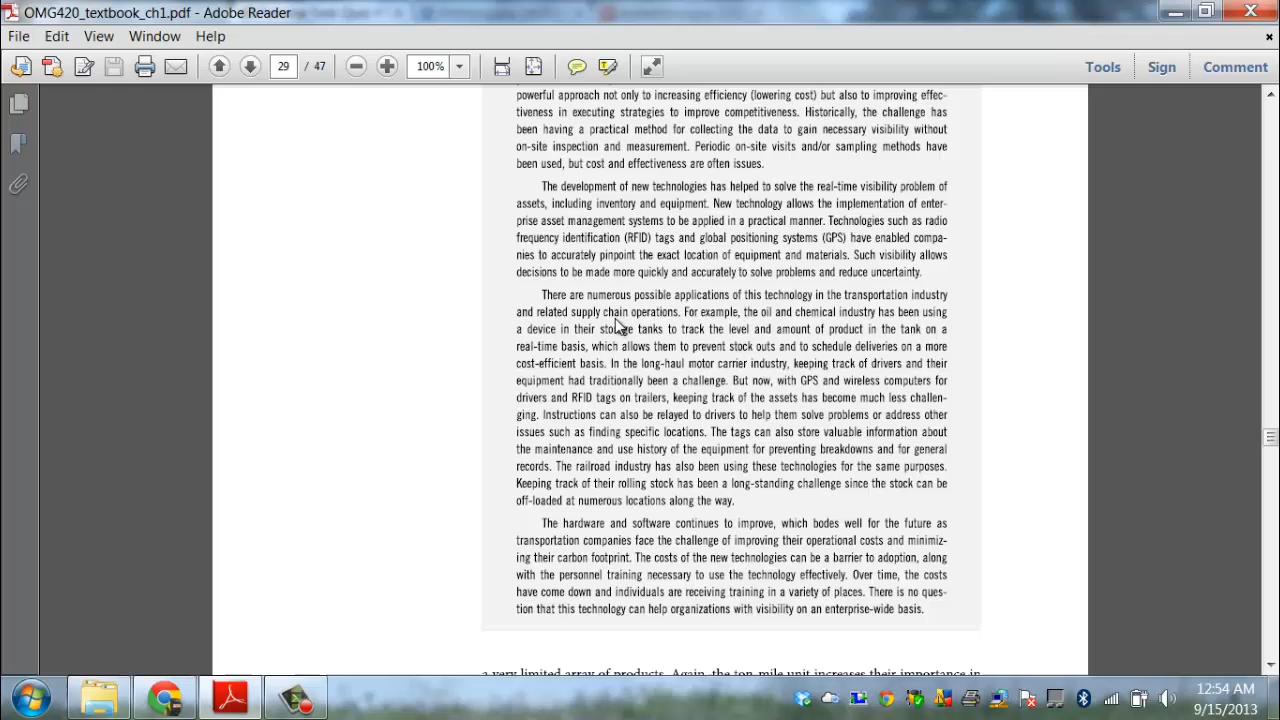 OMG420_textbook_ch1.pdf - Adobe Reader
File Edit View Window Help
29 / 47 100% Tools Sign Comment
powerful approach not only to increasing efficiency (lowering cost) but also to improving effec-
tiveness in executing strategies to improve competitiveness. Historically, the challenge has
been having a practical method for collecting the data to gain necessary visibility without
on-site inspection and measurement. Periodic on-site visits and/or sampling methods have
been used, but cost and effectiveness are often issues.
The development of new technologies has helped to solve the real-time visibility problem of
assets, including inventory and equipment. New technology allows the implementation of enter-
prise asset management systems to be applied in a practical manner. Technologies such as radio
frequency identification (RFID) tags and global positioning systems (GPS) have enabled compa-
nies to accurately pinpoint the exact location of equipment and materials. Such visibility allows
decisions to be made more quickly and accurately to solve problems and reduce uncertainty.
There are numerous possible applications of this technology in the transportation industry
and related supply chain operations. For example, the oil and chemical industry has been using
a device in their storage tanks to track the level and amount of product in the tank on a
real-time basis, which allows them to prevent stock outs and to schedule deliveries on a more
cost-efficient basis. In the long-haul motor carrier industry, keeping track of drivers and their
equipment had traditionally been a challenge. But now, with GPS and wireless computers for
drivers and RFID tags on trailers, keeping track of the assets has become much less challen-
ging. Instructions can also be relayed to drivers to help them solve problems or address other
issues such as finding specific locations. The tags can also store valuable information about
the maintenance and use history of the equipment for preventing breakdowns and for general
records. The railroad industry has also been using these technologies for the same purposes.
Keeping track of their rolling stock has been a long-standing challenge since the stock can be
off-loaded at numerous locations along the way.
The hardware and software continues to improve, which bodes well for the future as
transportation companies face the challenge of improving their operational costs and minimiz-
ing their carbon footprint. The costs of the new technologies can be a barrier to adoption, along
with the personnel training necessary to use the technology effectively. Over time, the costs
have come down and individuals are receiving training in a variety of places. There is no ques-
tion that this technology can help organizations with visibility on an enterprise-wide basis.
a very limited array of products. Again, the ton-mile unit increases their importance in
12:54 AM
9/15/2013